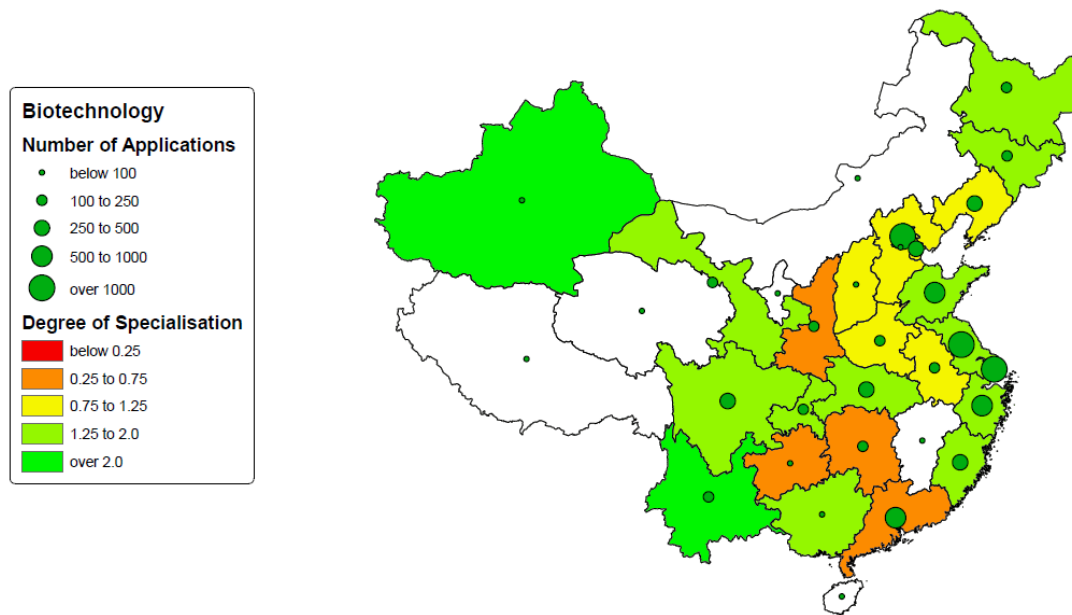 Biotechnology
Number of Applications
below 100
100 to 250
250 to 500
500 to 1000
over 1000
Degree of Specialisation
below 0.25
0.25 to 0.75
0.75 to 1.25
1.25 to 2.0
over 2.0